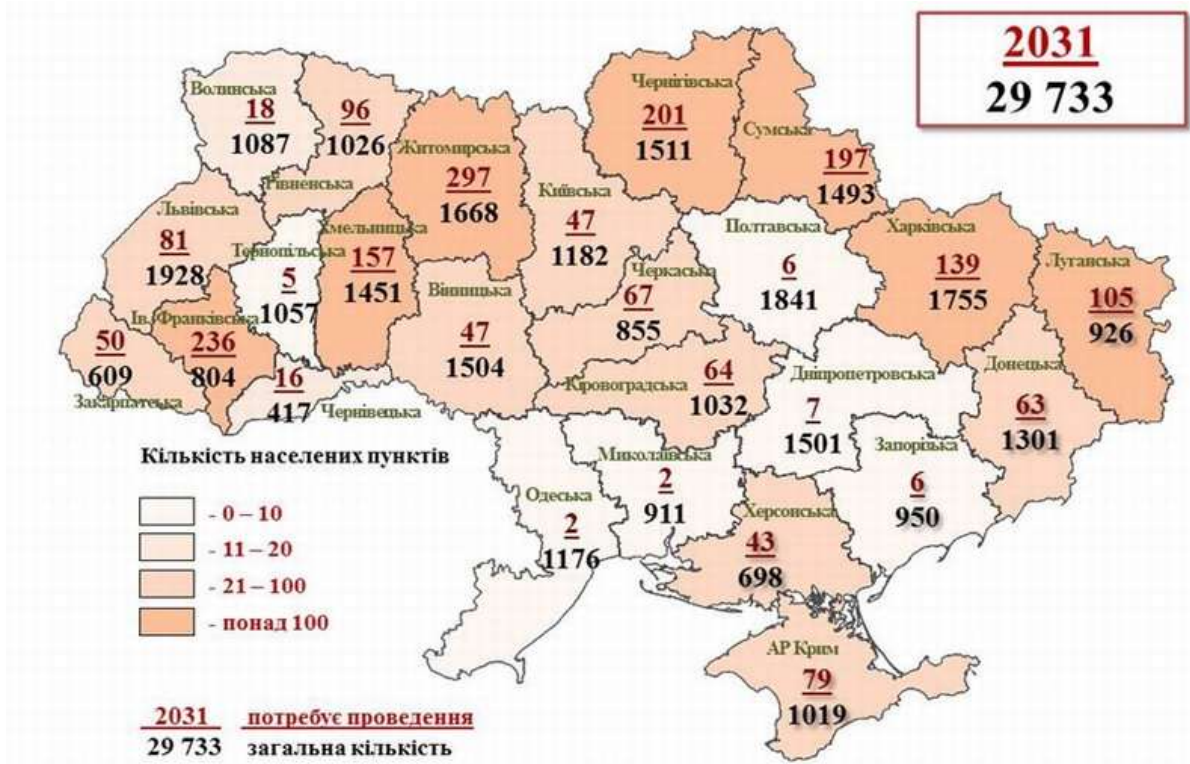 2031
29 733
Волинська
18
1087
96
1026
Рівненська
Житомирська
297
1668
Чернігівська
201
1511
Сумська
197
1493
Київська
47
1182
Львівська
81
1928
Тернопільська
5
1057
Хмельницька
157
1451
Вінницька
47
1504
Черкаська
67
855
Полтавська
6
1841
Харківська
139
1755
Луганська
105
926
Ів. Франківська
236
804
50
609
Закарпатська
16
417
Чернівецька
Кіровоградська
64
1032
Дніпропетровська
7
1501
Донецька
63
1301
Запорізька
6
950
Миколаївська
2
911
Одеська
2
1176
Херсонська
43
698
АР Крим
79
1019
Кількість населених пунктів
- 0 – 10
- 11 – 20
- 21 – 100
- понад 100
2031 потребує проведення
29 733 загальна кількість